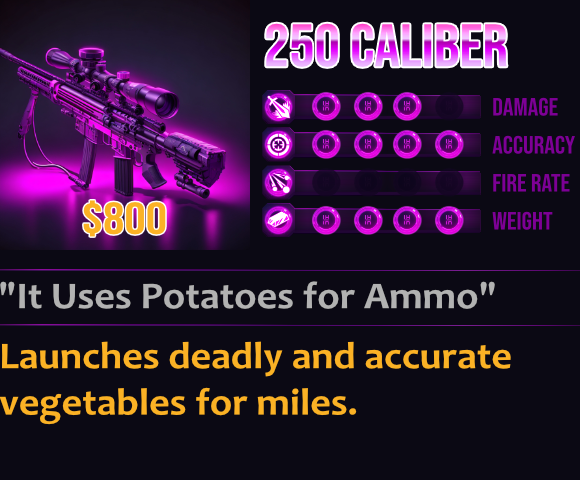 250 CALIBER
DAMAGE
ACCURACY
FIRE RATE
WEIGHT
$800
"It Uses Potatoes for Ammo"
Launches deadly and accurate
vegetables for miles.